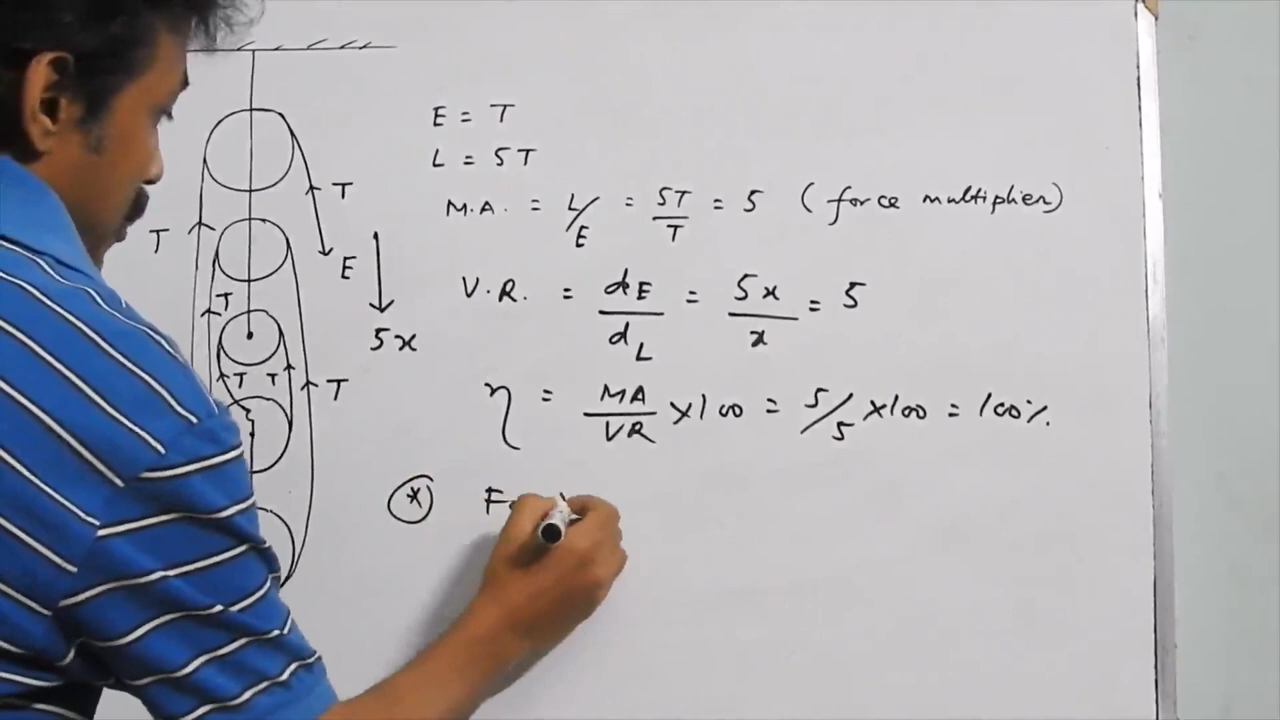 E = T
L = 5T
M.A. = L/E = 5T/T = 5 (force multiplier)
T
T
E
V.R. = dE/dL = 5x/x = 5
T
5x
T T
T
η = MA/VR ×100 = 5/5 ×100 = 100%
(*)